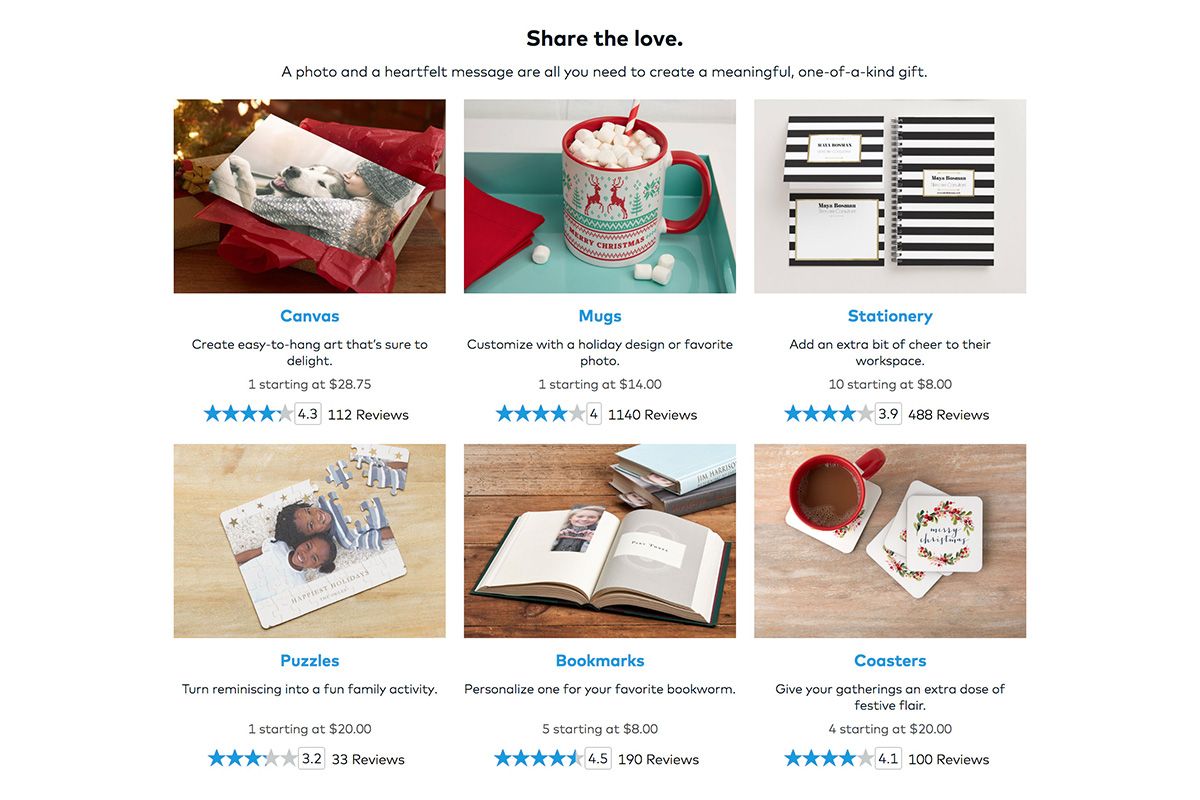 Share the love.
A photo and a heartfelt message are all you need to create a meaningful, one-of-a-kind gift.
MERRY CHRISTMAS
MAYA BOSMAN
Maya Bosman
Maya Bosman
Canvas
Create easy-to-hang art that's sure to
delight.
1 starting at $28.75
4.3 112 Reviews
Mugs
Customize with a holiday design or favorite
photo.
1 starting at $14.00
4 1140 Reviews
Stationery
Add an extra bit of cheer to their
workspace.
10 starting at $8.00
3.9 488 Reviews
HAPPIEST HOLIDAYS
JIM HARRISON
PART THREE
merry
christmas
Puzzles
Turn reminiscing into a fun family activity.
1 starting at $20.00
3.2 33 Reviews
Bookmarks
Personalize one for your favorite bookworm.
5 starting at $8.00
4.5 190 Reviews
Coasters
Give your gatherings an extra dose of
festive flair.
4 starting at $20.00
4.1 100 Reviews